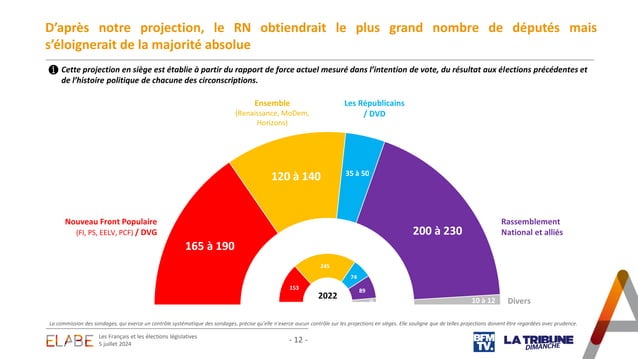 D’après notre projection, le RN obtiendrait le plus grand nombre de députés mais
s’éloignerait de la majorité absolue
❶ Cette projection en siège est établie à partir du rapport de force actuel mesuré dans l’intention de vote, du résultat aux élections précédentes et
de l’histoire politique de chacune des circonscriptions.
Ensemble
(Renaissance, MoDem,
Horizons)
Les Républicains
/ DVD
120 à 140
35 à 50
Nouveau Front Populaire
(FI, PS, EELV, PCF) / DVG
165 à 190
200 à 230
Rassemblement
National et alliés
245
74
153
89
2022
10 à 12
Divers
La commission des sondages, qui exerce un contrôle systématique des sondages, précise qu’elle n’exerce aucun contrôle sur les projections en sièges. Elle souligne que de telles projections doivent être regardées avec prudence.
ELABE
Les Français et les élections législatives
5 juillet 2024
- 12 -
BFM
TV.
LA TRIBUNE
DIMANCHE